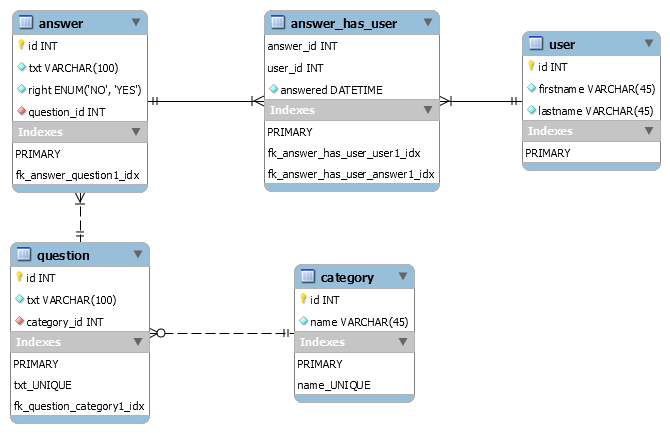 answer
id INT
txt VARCHAR(100)
right ENUM('NO', 'YES')
question_id INT
Indexes
PRIMARY
fk_answer_question1_idx
answer_has_user
answer_id INT
user_id INT
answered DATETIME
Indexes
PRIMARY
fk_answer_has_user_user1_idx
fk_answer_has_user_answer1_idx
user
id INT
firstname VARCHAR(45)
lastname VARCHAR(45)
Indexes
PRIMARY
question
id INT
txt VARCHAR(100)
category_id INT
Indexes
PRIMARY
txt_UNIQUE
fk_question_category1_idx
category
id INT
name VARCHAR(45)
Indexes
PRIMARY
name_UNIQUE